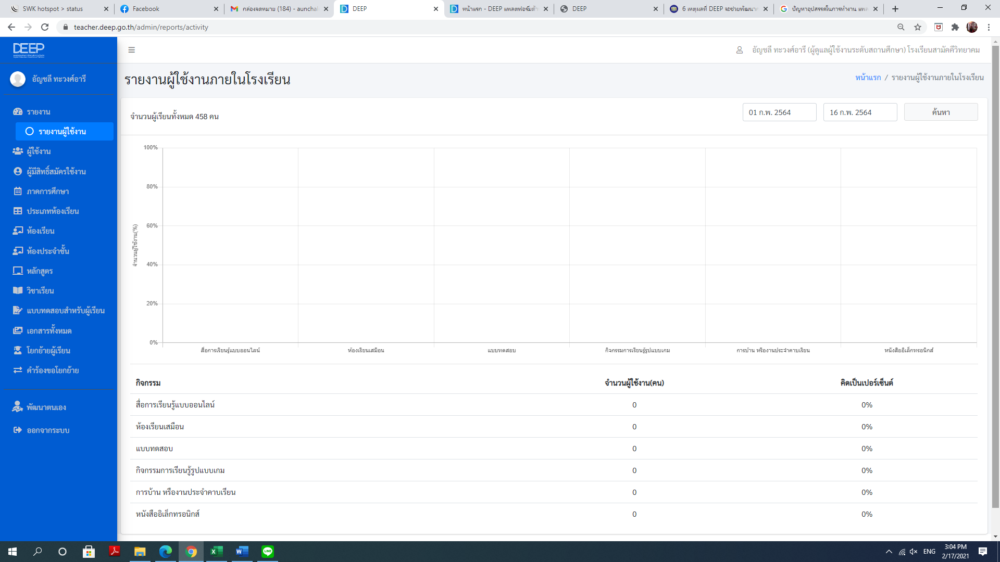 SWK hotspot > status
Facebook
กล่องจดหมาย (184) - aunchal
DEEP
หน้าแรก - DEEP แพลตฟอร์มด้า
DEEP
6 เหตุผลที่ DEEP จะช่วยพัฒนาก
ปัญหาอุปสรรคในการทำงาน แพล
teacher.deep.go.th/admin/reports/activity
DEEP
อัญชลี ทะวงศ์อารี (ผู้ดูแลผู้ใช้งานระดับสถานศึกษา) โรงเรียนสามัคคีวิทยาคม
อัญชลี ทะวงศ์อารี
รายงานผู้ใช้งานภายในโรงเรียน
หน้าแรก / รายงานผู้ใช้งานภายในโรงเรียน
รายงาน
รายงานผู้ใช้งาน
ผู้ใช้งาน
ผู้มีสิทธิ์สมัครใช้งาน
ภาคการศึกษา
ประเภทห้องเรียน
ห้องเรียน
ห้องประจำชั้น
หลักสูตร
วิชาเรียน
แบบทดสอบสำหรับผู้เรียน
เอกสารทั้งหมด
โยกย้ายผู้เรียน
คำร้องขอโยกย้าย
พัฒนาตนเอง
ออกจากระบบ
จำนวนผู้เรียนทั้งหมด 458 คน
01 ก.พ. 2564
16 ก.พ. 2564
ค้นหา
100%
80%
60%
40%
20%
0%
จำนวนผู้ใช้งาน(%)
สื่อการเรียนรู้แบบออนไลน์
ห้องเรียนเสมือน
แบบทดสอบ
กิจกรรมการเรียนรู้รูปแบบเกม
การบ้าน หรืองานประจำคาบเรียน
หนังสืออิเล็กทรอนิกส์
กิจกรรม จำนวนผู้ใช้งาน(คน) คิดเป็นเปอร์เซ็นต์
สื่อการเรียนรู้แบบออนไลน์ 0 0%
ห้องเรียนเสมือน 0 0%
แบบทดสอบ 0 0%
กิจกรรมการเรียนรู้รูปแบบเกม 0 0%
การบ้าน หรืองานประจำคาบเรียน 0 0%
หนังสืออิเล็กทรอนิกส์ 0 0%
ENG
3:04 PM
2/17/2021